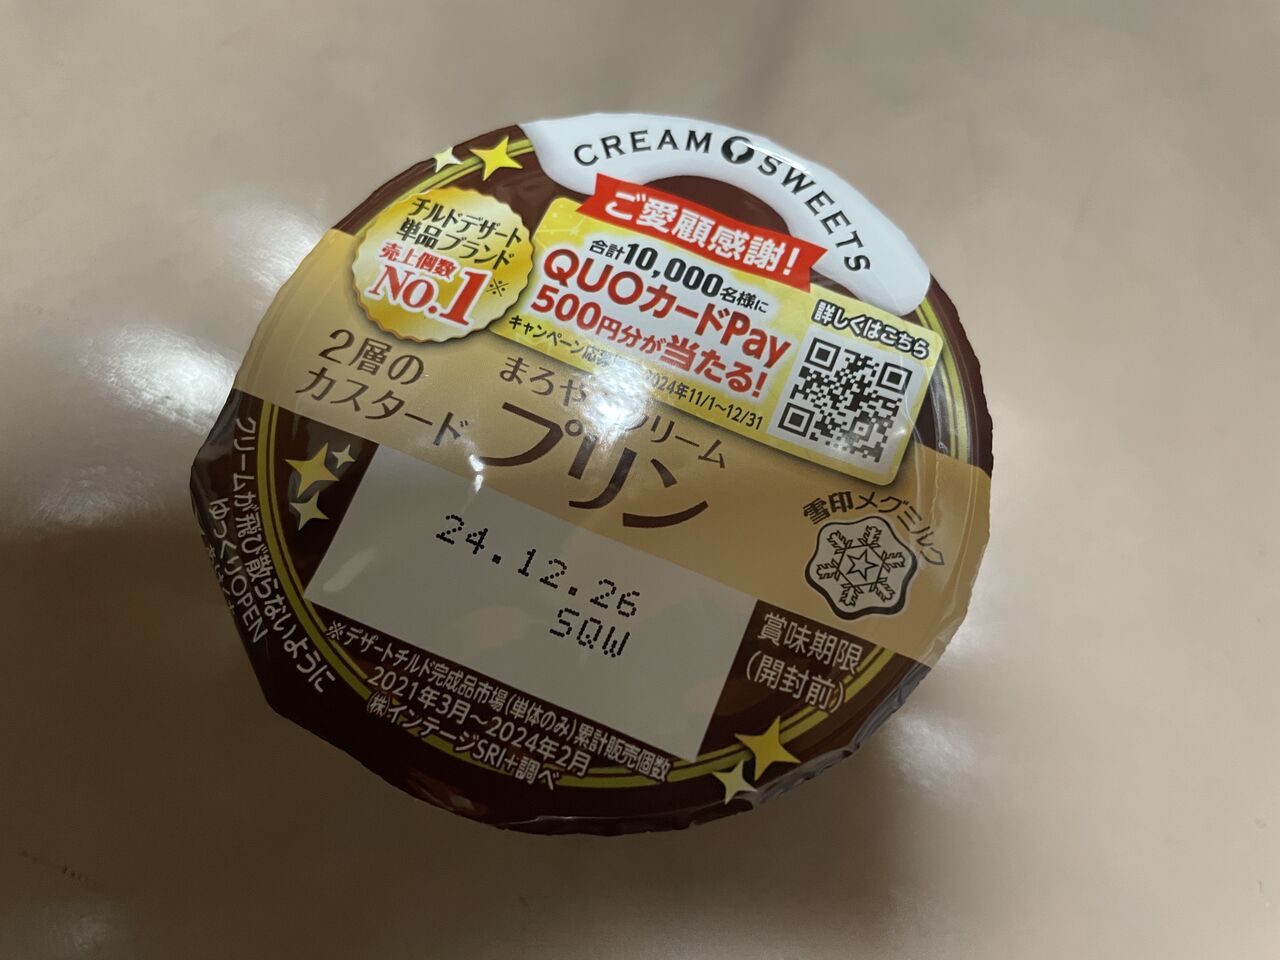 CREAM SWEETS
ご愛顧感謝!
チルドデザート
単品ブランド
売上個数
No.1※
合計10,000名様に
QUOカードPay
500円分が当たる!
キャンペーン応募 2024年11/1~12/31
詳しくはこちら
2層の
カスタード
まろや クリーム
プリン
雪印メグミルク
24.12.26
SQW
賞味期限
(開封前)
クリームが飛び散らないように
ゆっくりOPEN
※デザートチルド完成品市場(単体のみ)累計販売個数
2021年3月~2024年2月
(株)インテージSRI+調べ